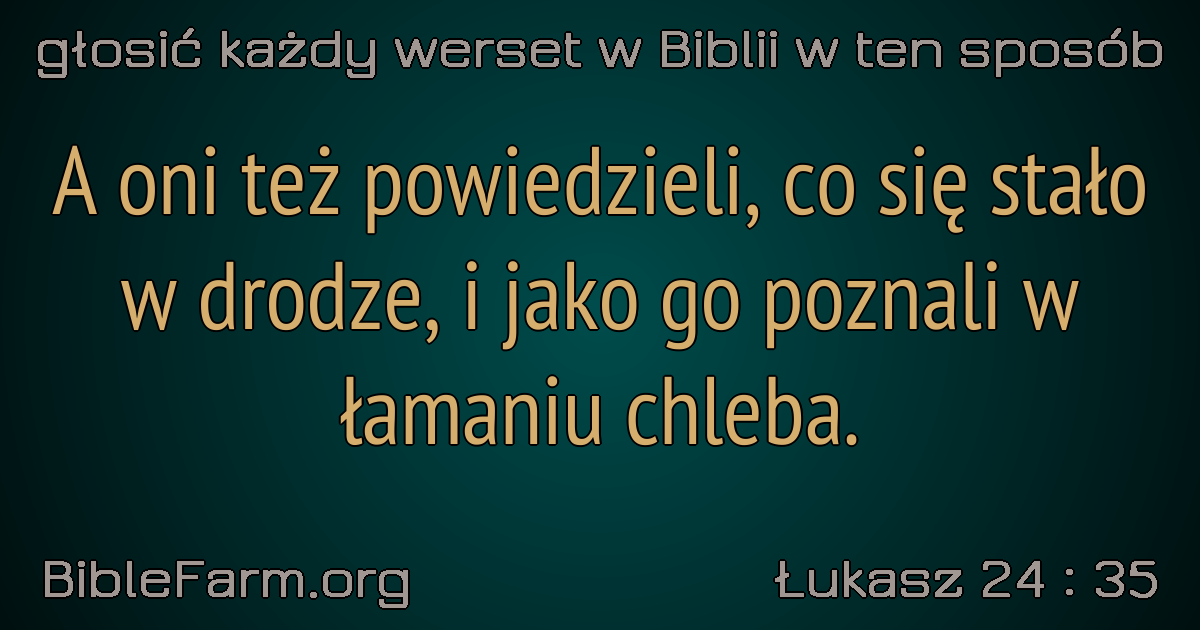 głosić każdy werset w Biblii w ten sposób
A oni też powiedzieli, co się stało
w drodze, i jako go poznali w
łamaniu chleba.
BibleFarm.org
Łukasz 24 : 35